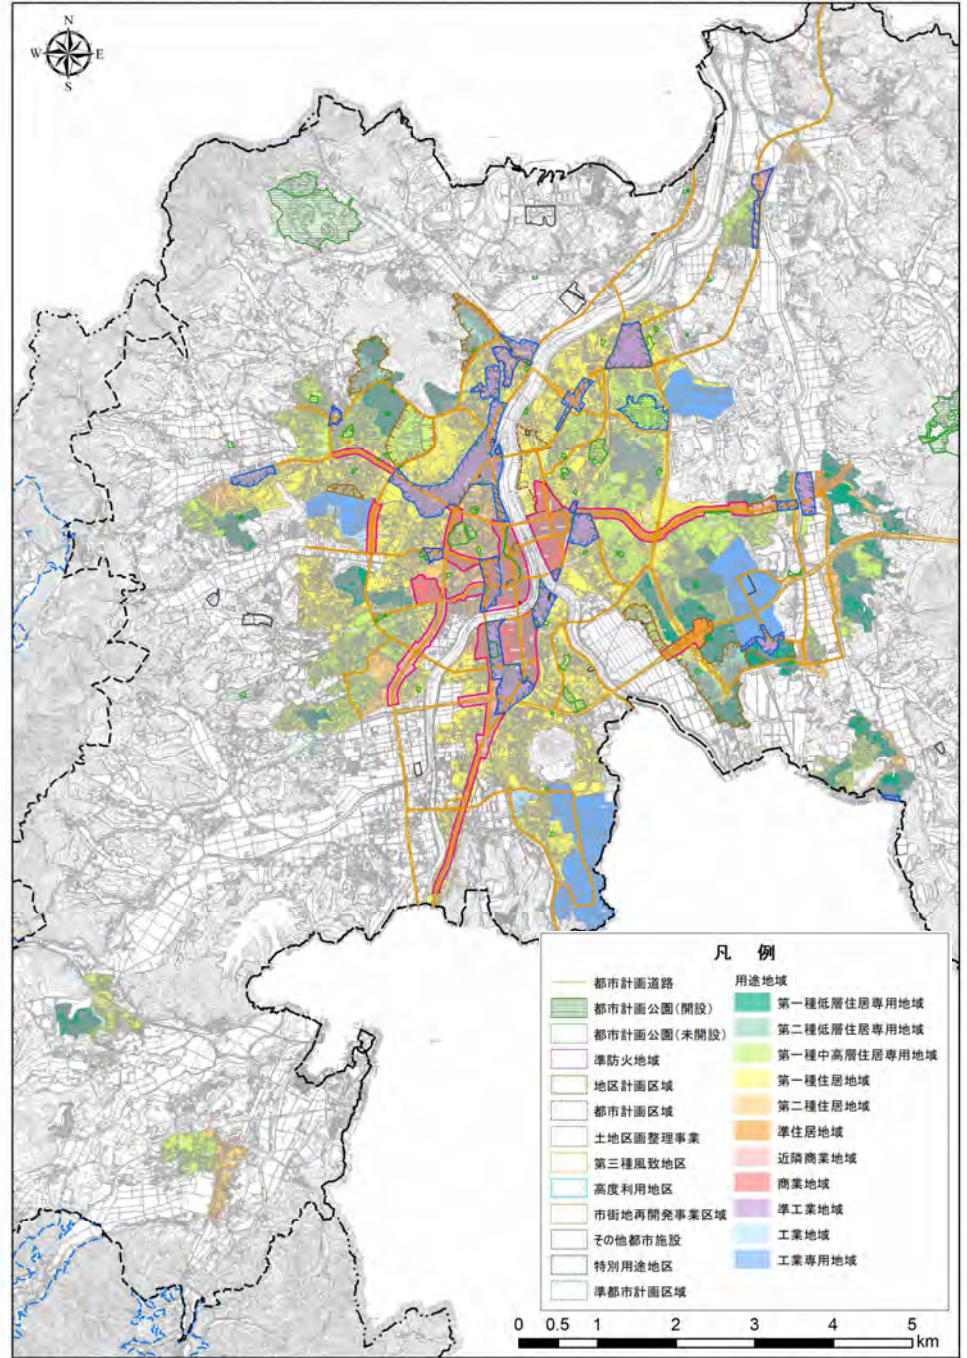 N
W E
S
凡 例
都市計画道路
都市計画公園(開設)
都市計画公園(未開設)
準防火地域
地区計画区域
都市計画区域
土地区画整理事業
第三種風致地区
高度利用地区
市街地再開発事業区域
その他都市施設
特別用途地区
準都市計画区域
用途地域
第一種低層住居専用地域
第二種低層住居専用地域
第一種中高層住居専用地域
第一種住居地域
第二種住居地域
準住居地域
近隣商業地域
商業地域
準工業地域
工業地域
工業専用地域
0 0.5 1 2 3 4 5
km